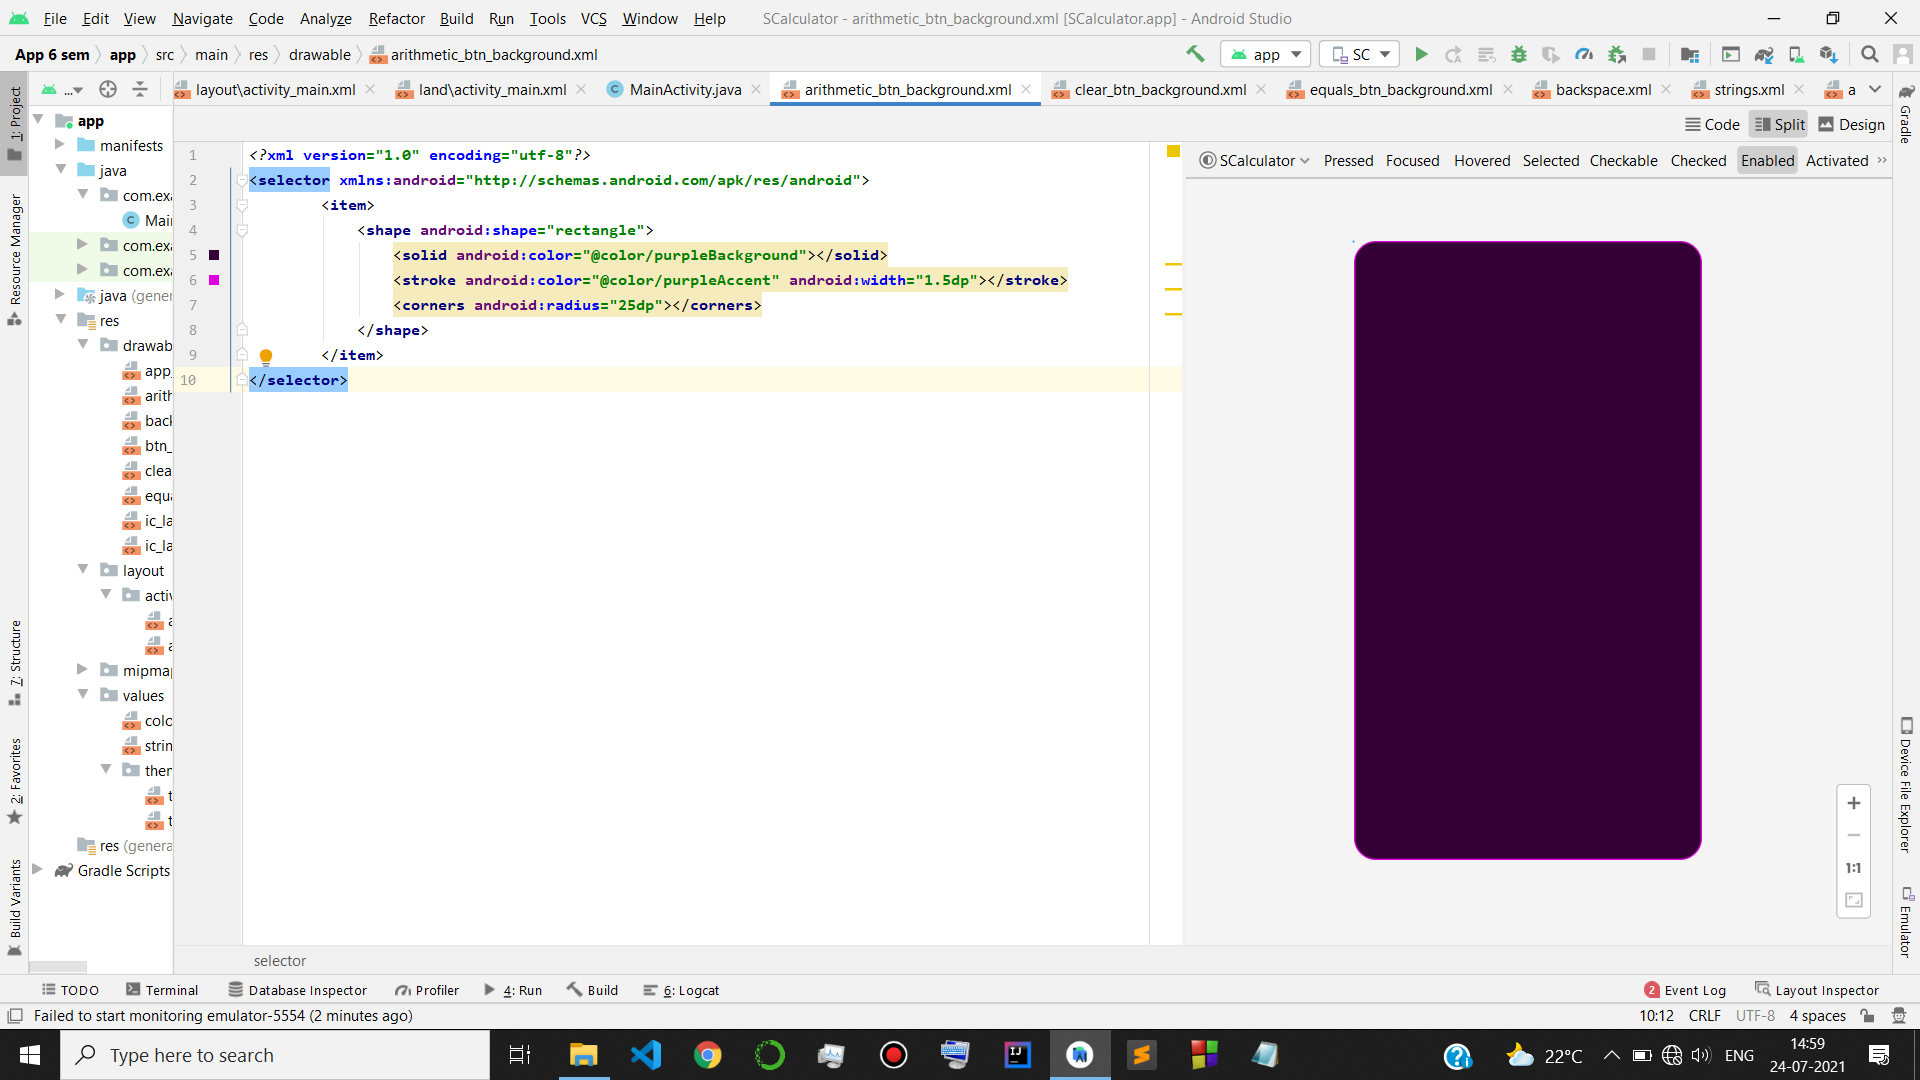 File Edit View Navigate Code Analyze Refactor Build Run Tools VCS Window Help SCalculator - arithmetic_btn_background.xml [SCalculator.app] - Android Studio
App 6 sem app src main res drawable arithmetic_btn_background.xml app SC
... layout\activity_main.xml land\activity_main.xml MainActivity.java arithmetic_btn_background.xml clear_btn_background.xml equals_btn_background.xml backspace.xml strings.xml a
Code Split Design
SCalculator Pressed Focused Hovered Selected Checkable Checked Enabled Activated
1: Project
Resource Manager
7: Structure
2: Favorites
Build Variants
app
manifests
java
com.exa
Mai
com.exa
com.exa
java (gener
res
drawab
app_
arith
back
btn_
clea
equa
ic_la
ic_la
layout
activ
a
a
mipmap
values
colo
strin
them
t
t
res (genera
Gradle Scripts
1 <?xml version="1.0" encoding="utf-8"?>
2 <selector xmlns:android="http://schemas.android.com/apk/res/android">
3 <item>
4 <shape android:shape="rectangle">
5 <solid android:color="@color/purpleBackground"></solid>
6 <stroke android:color="@color/purpleAccent" android:width="1.5dp"></stroke>
7 <corners android:radius="25dp"></corners>
8 </shape>
9 </item>
10 </selector>
1:1
Gradle
Device File Explorer
Emulator
selector
TODO Terminal Database Inspector Profiler 4: Run Build 6: Logcat 2 Event Log Layout Inspector
Failed to start monitoring emulator-5554 (2 minutes ago) 10:12 CRLF UTF-8 4 spaces
Type here to search 22°C ENG 14:59
24-07-2021